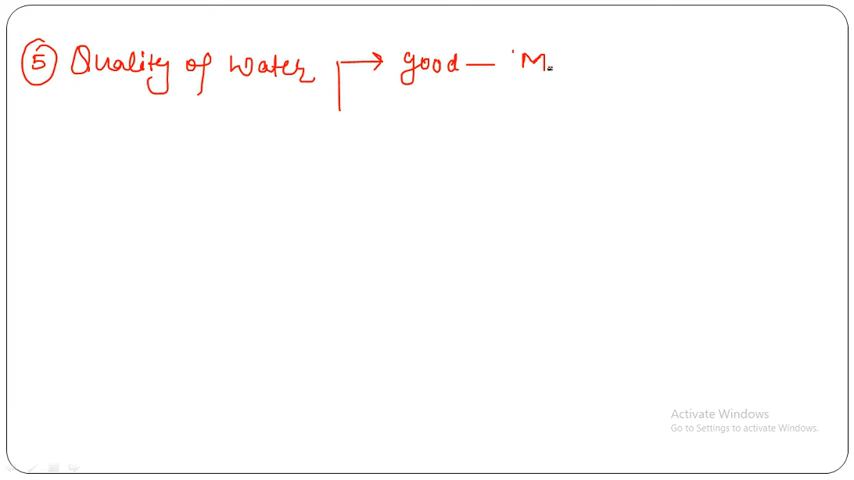 ⑤ Quality of water → good — M
Activate Windows
Go to Settings to activate Windows.